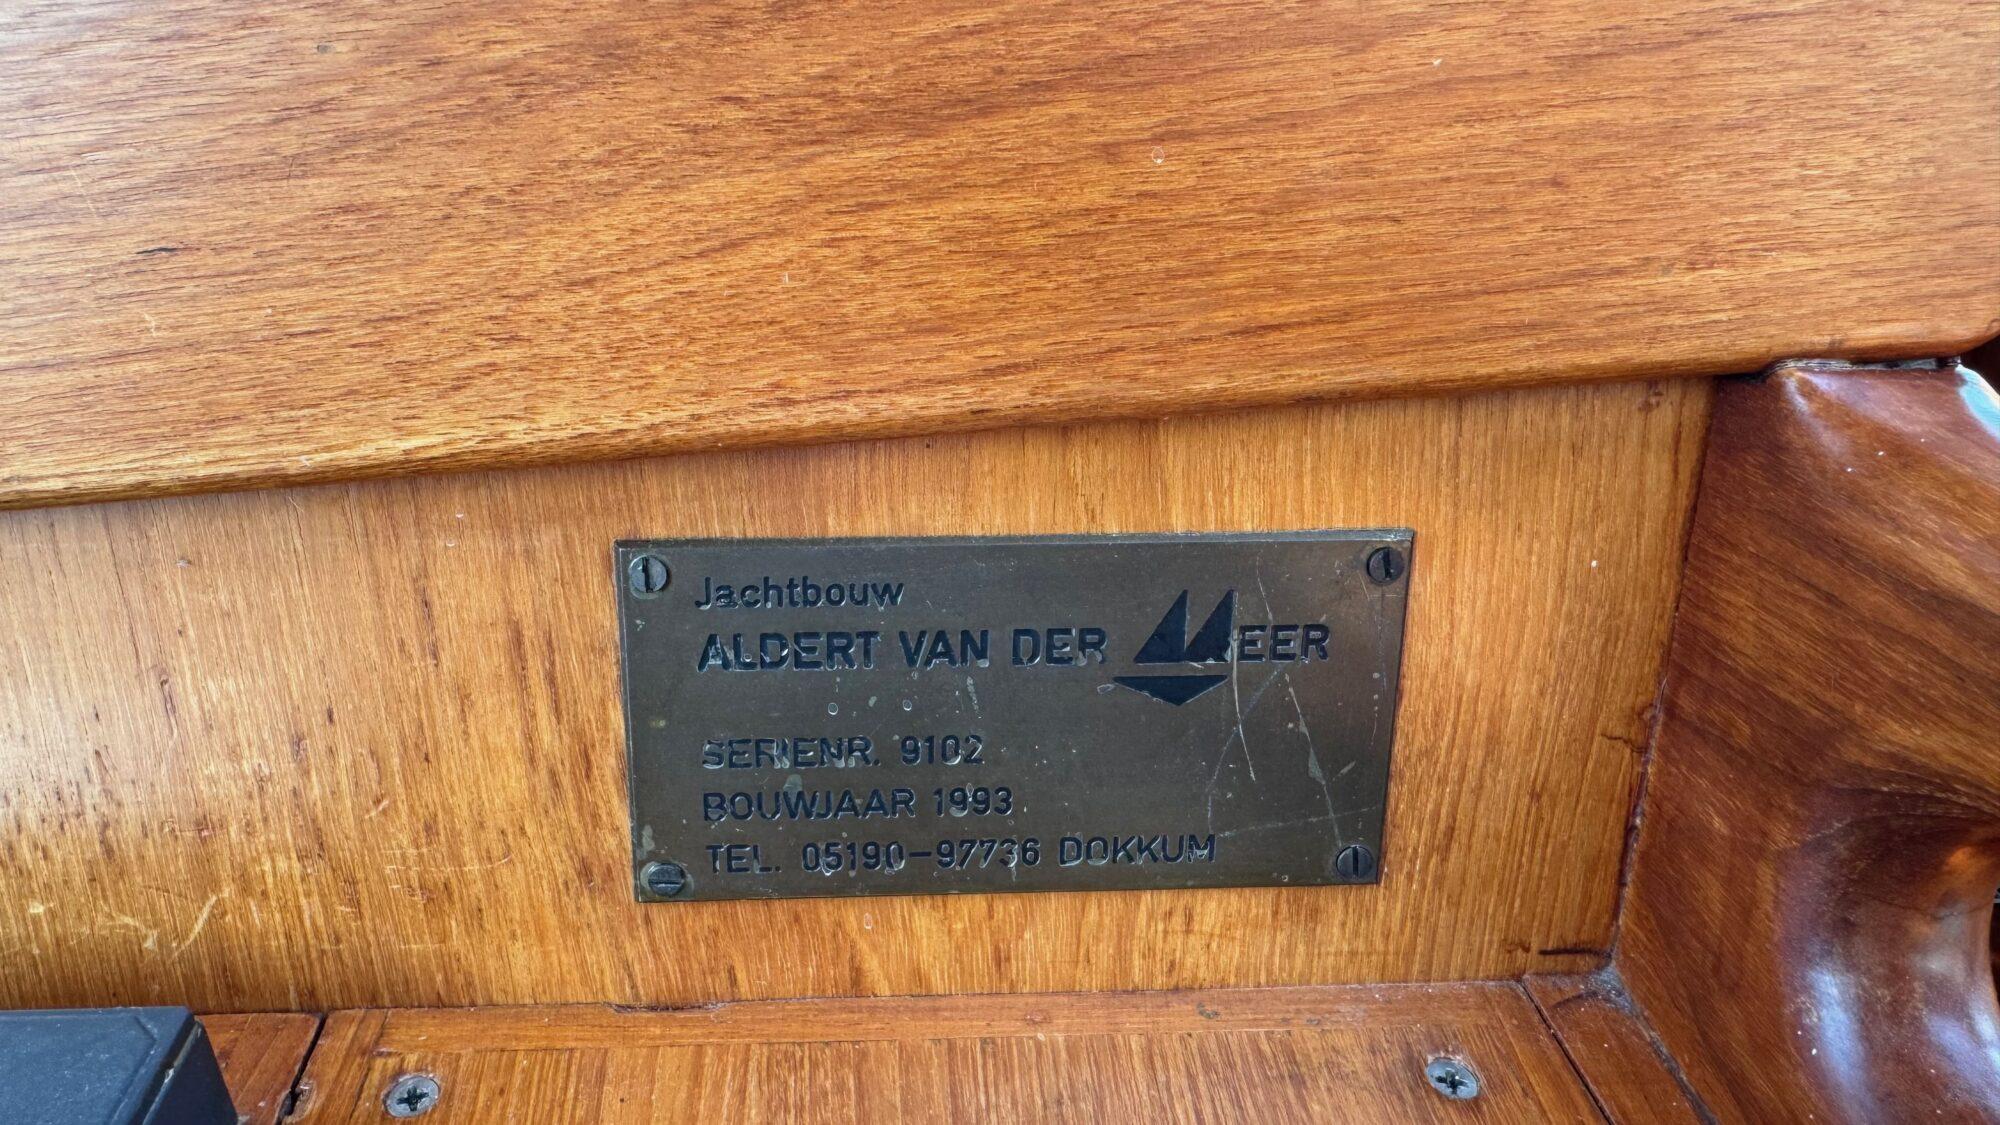 Jachtbouw
ALDERT VAN DER MEER
SERIENR. 9102
BOUWJAAR 1993
TEL. 05190-97736 DOKKUM